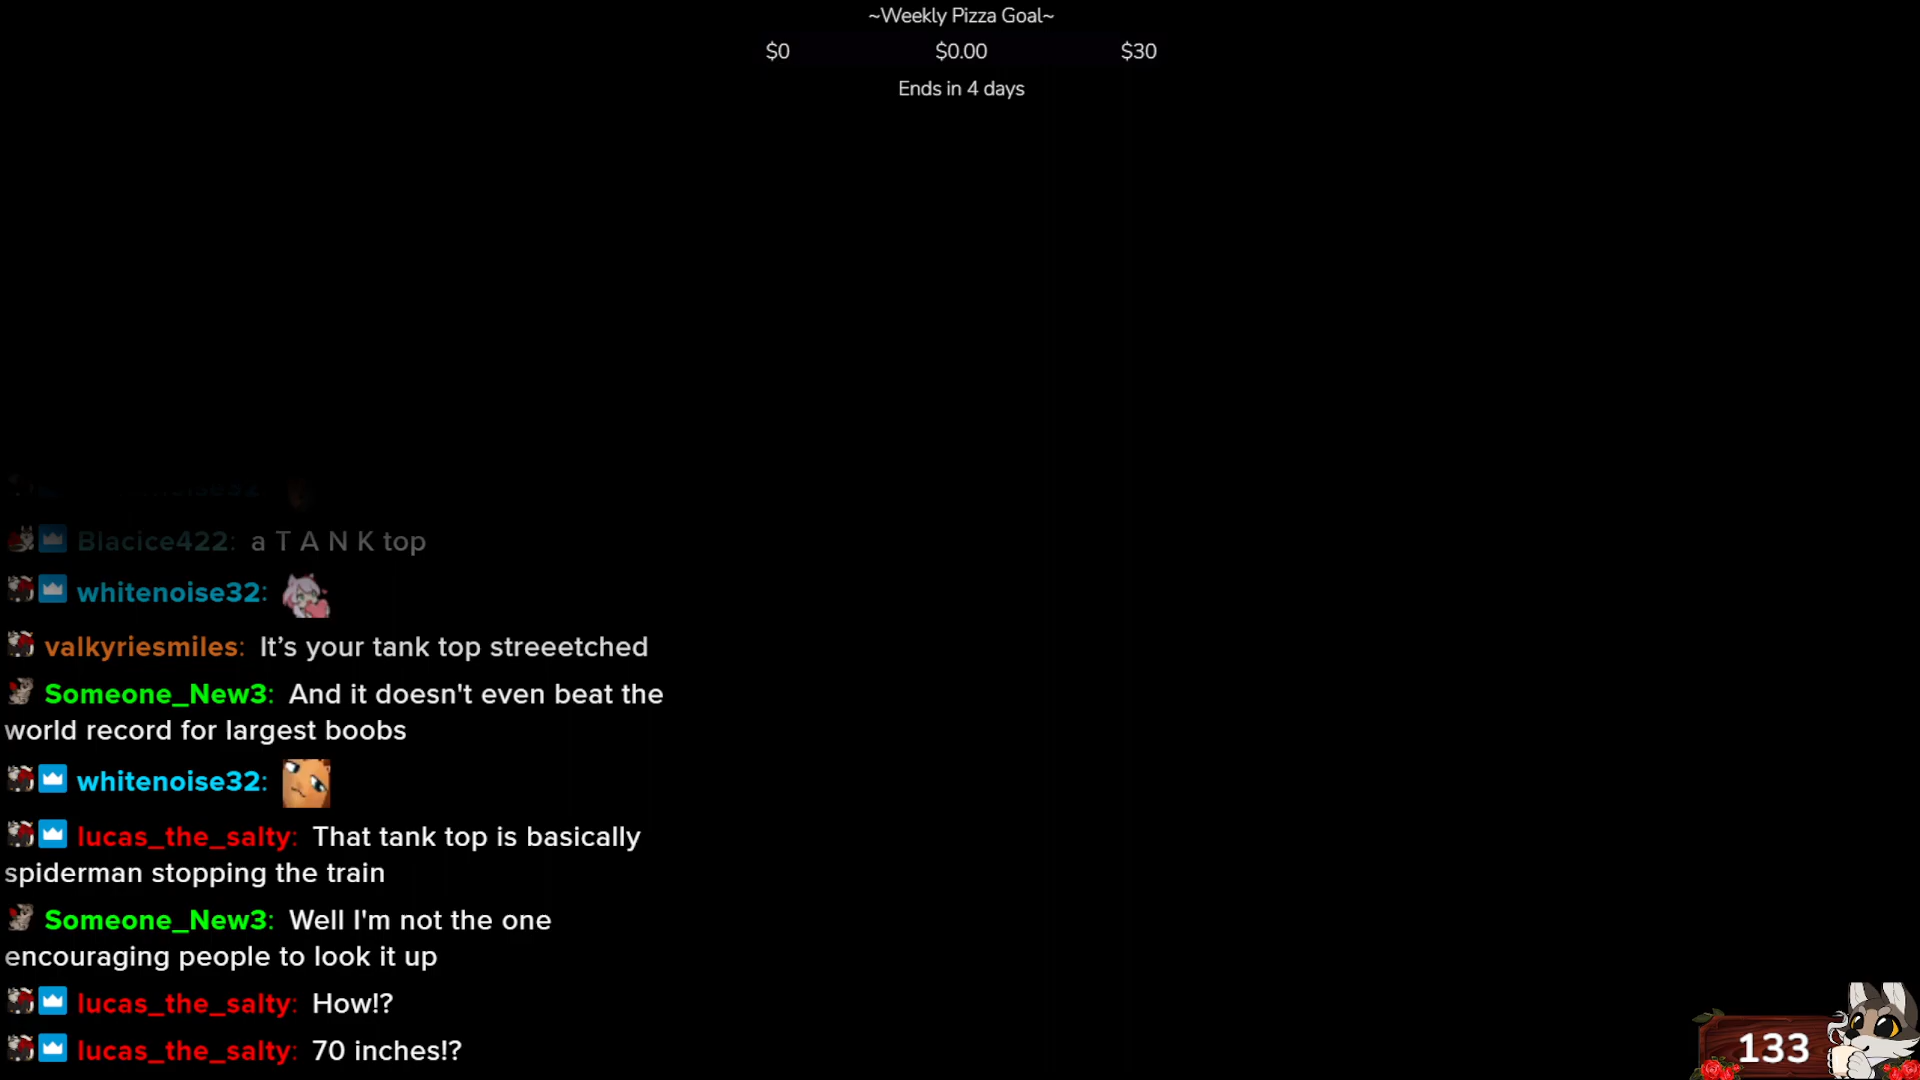 ~Weekly Pizza Goal~
$0 $0.00 $30
Ends in 4 days
Blacice422: a T A N K top
whitenoise32:
valkyriesmiles: It’s your tank top streeetched
Someone_New3: And it doesn't even beat the
world record for largest boobs
whitenoise32:
lucas_the_salty: That tank top is basically
spiderman stopping the train
Someone_New3: Well I'm not the one
encouraging people to look it up
lucas_the_salty: How!?
lucas_the_salty: 70 inches!?
133